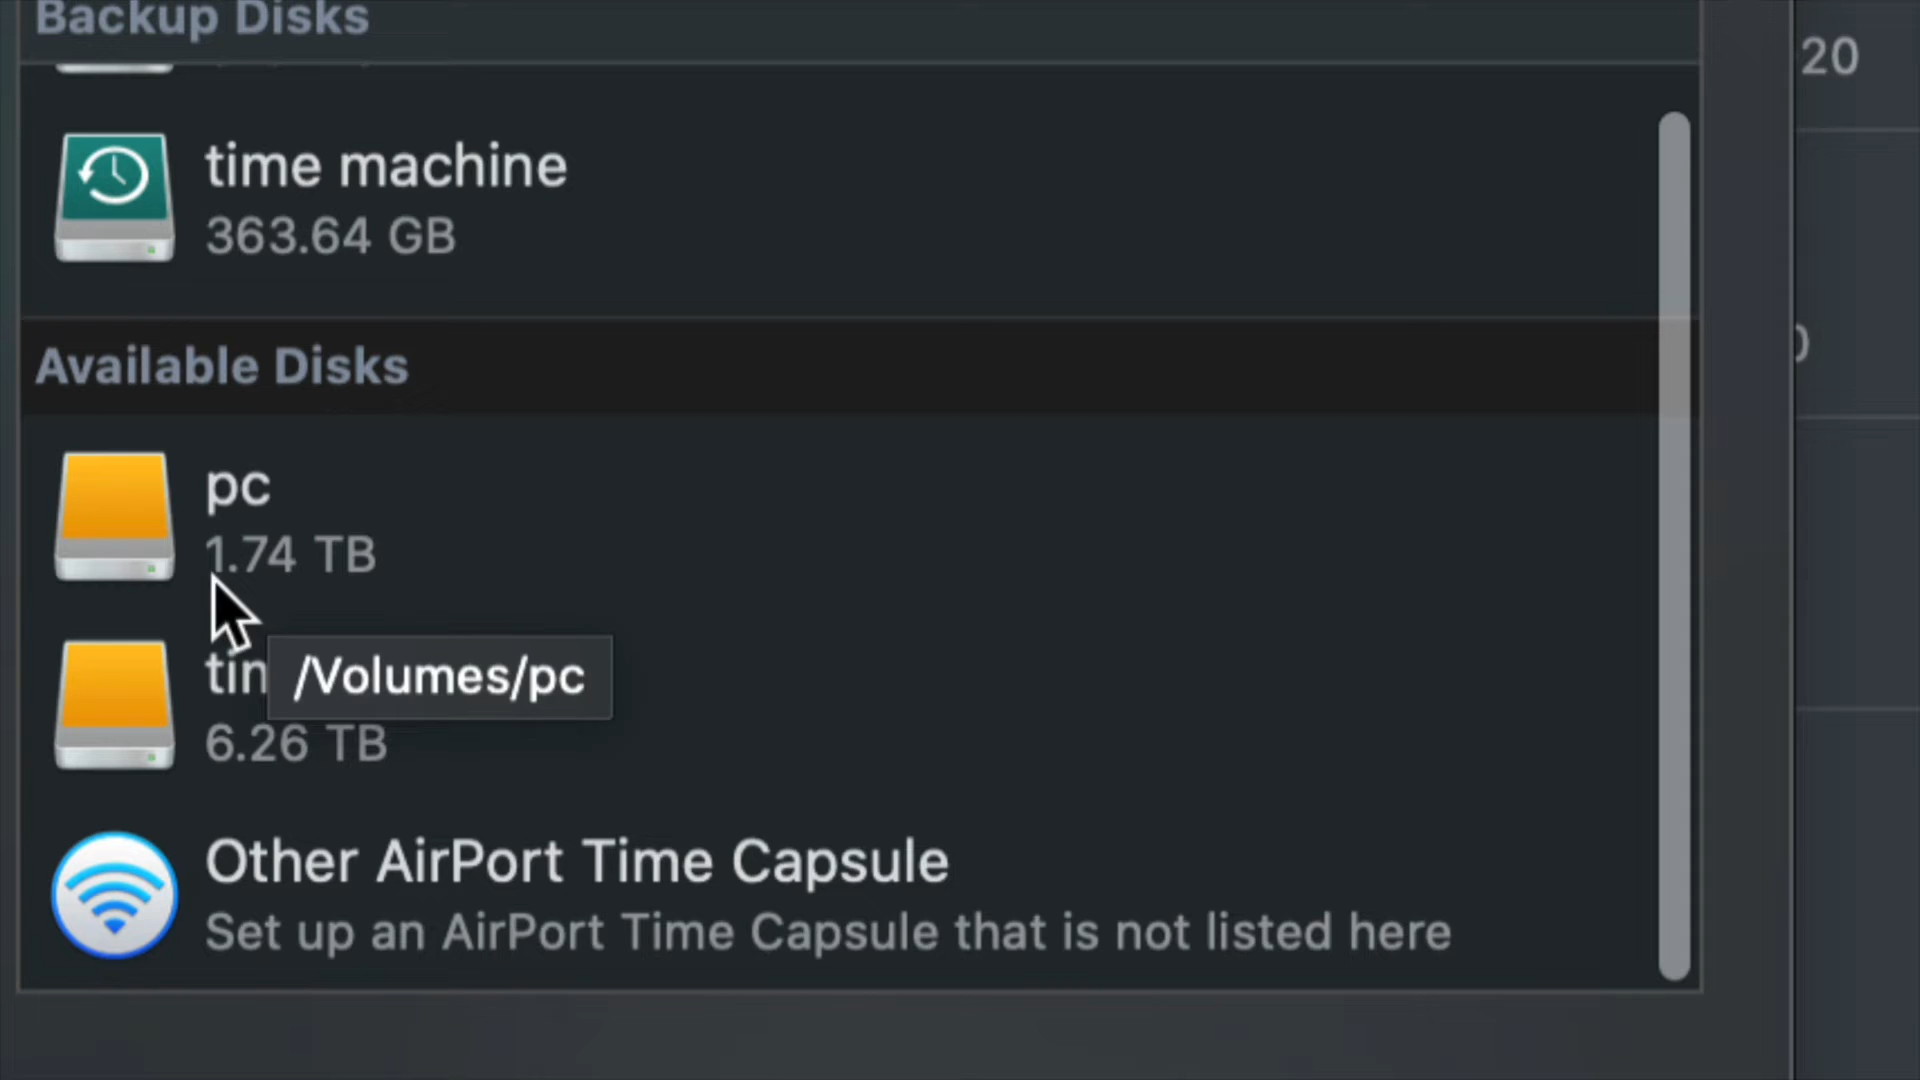 Backup Disks
20
time machine
363.64 GB
Available Disks
pc
1.74 TB
/Volumes/pc
6.26 TB
Other AirPort Time Capsule
Set up an AirPort Time Capsule that is not listed here